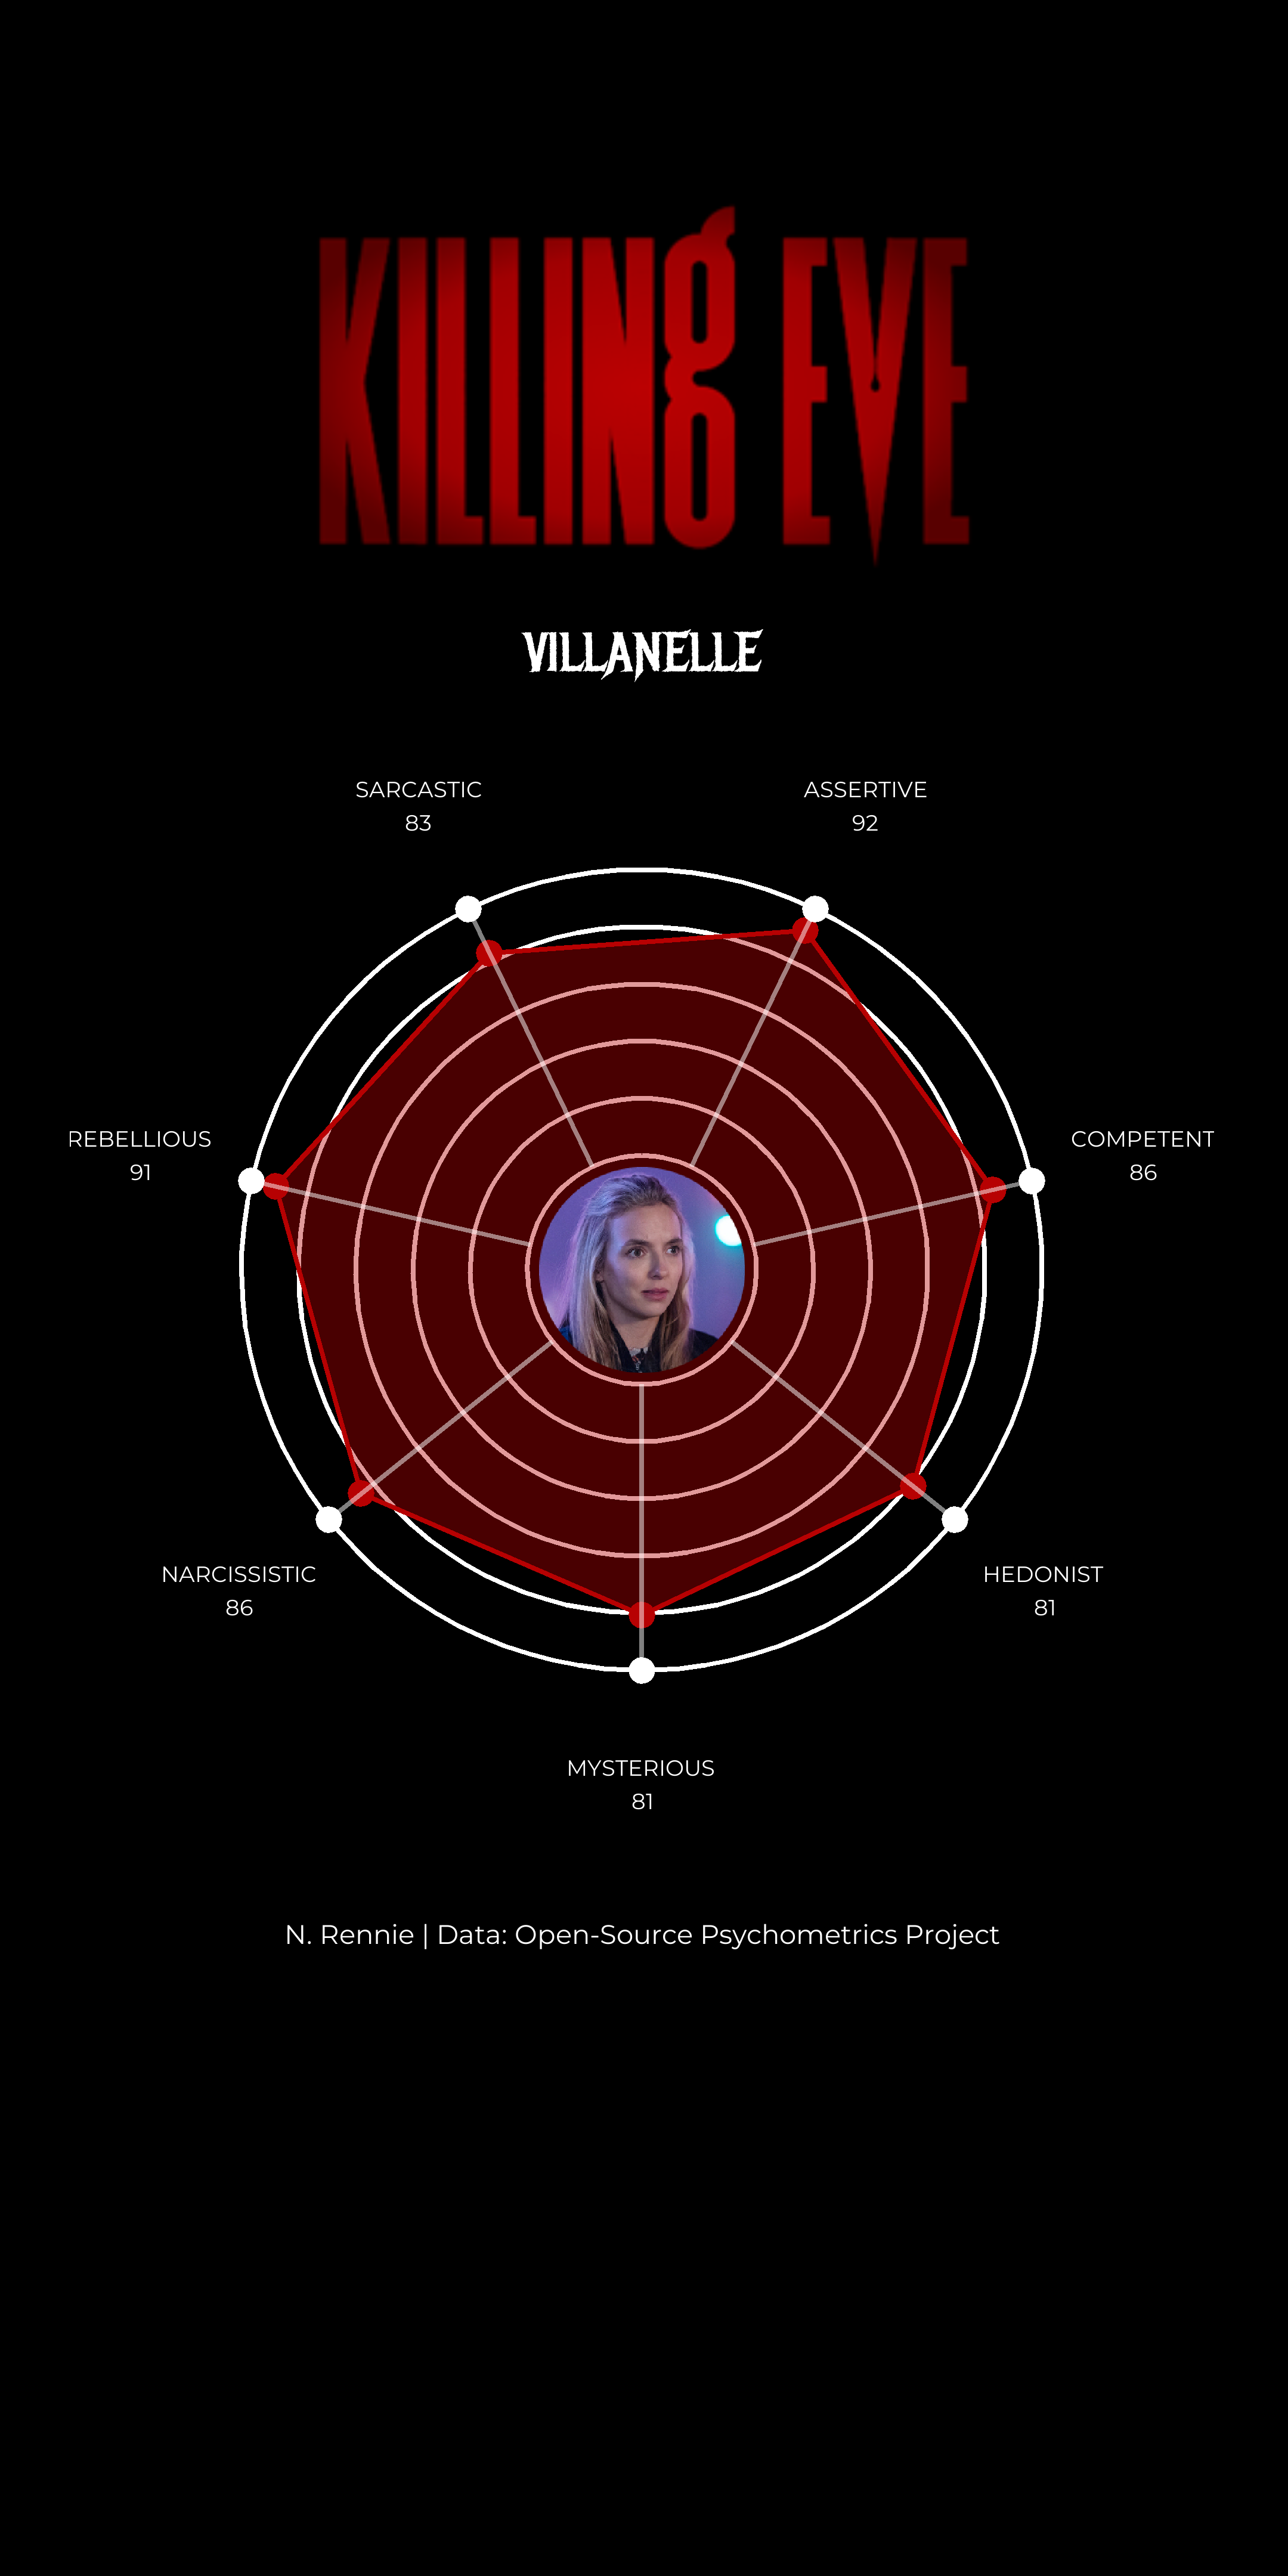 KILLING EVE
VILLANELLE
SARCASTIC
83
ASSERTIVE
92
REBELLIOUS
91
COMPETENT
86
NARCISSISTIC
86
HEDONIST
81
MYSTERIOUS
81
N. Rennie | Data: Open-Source Psychometrics Project